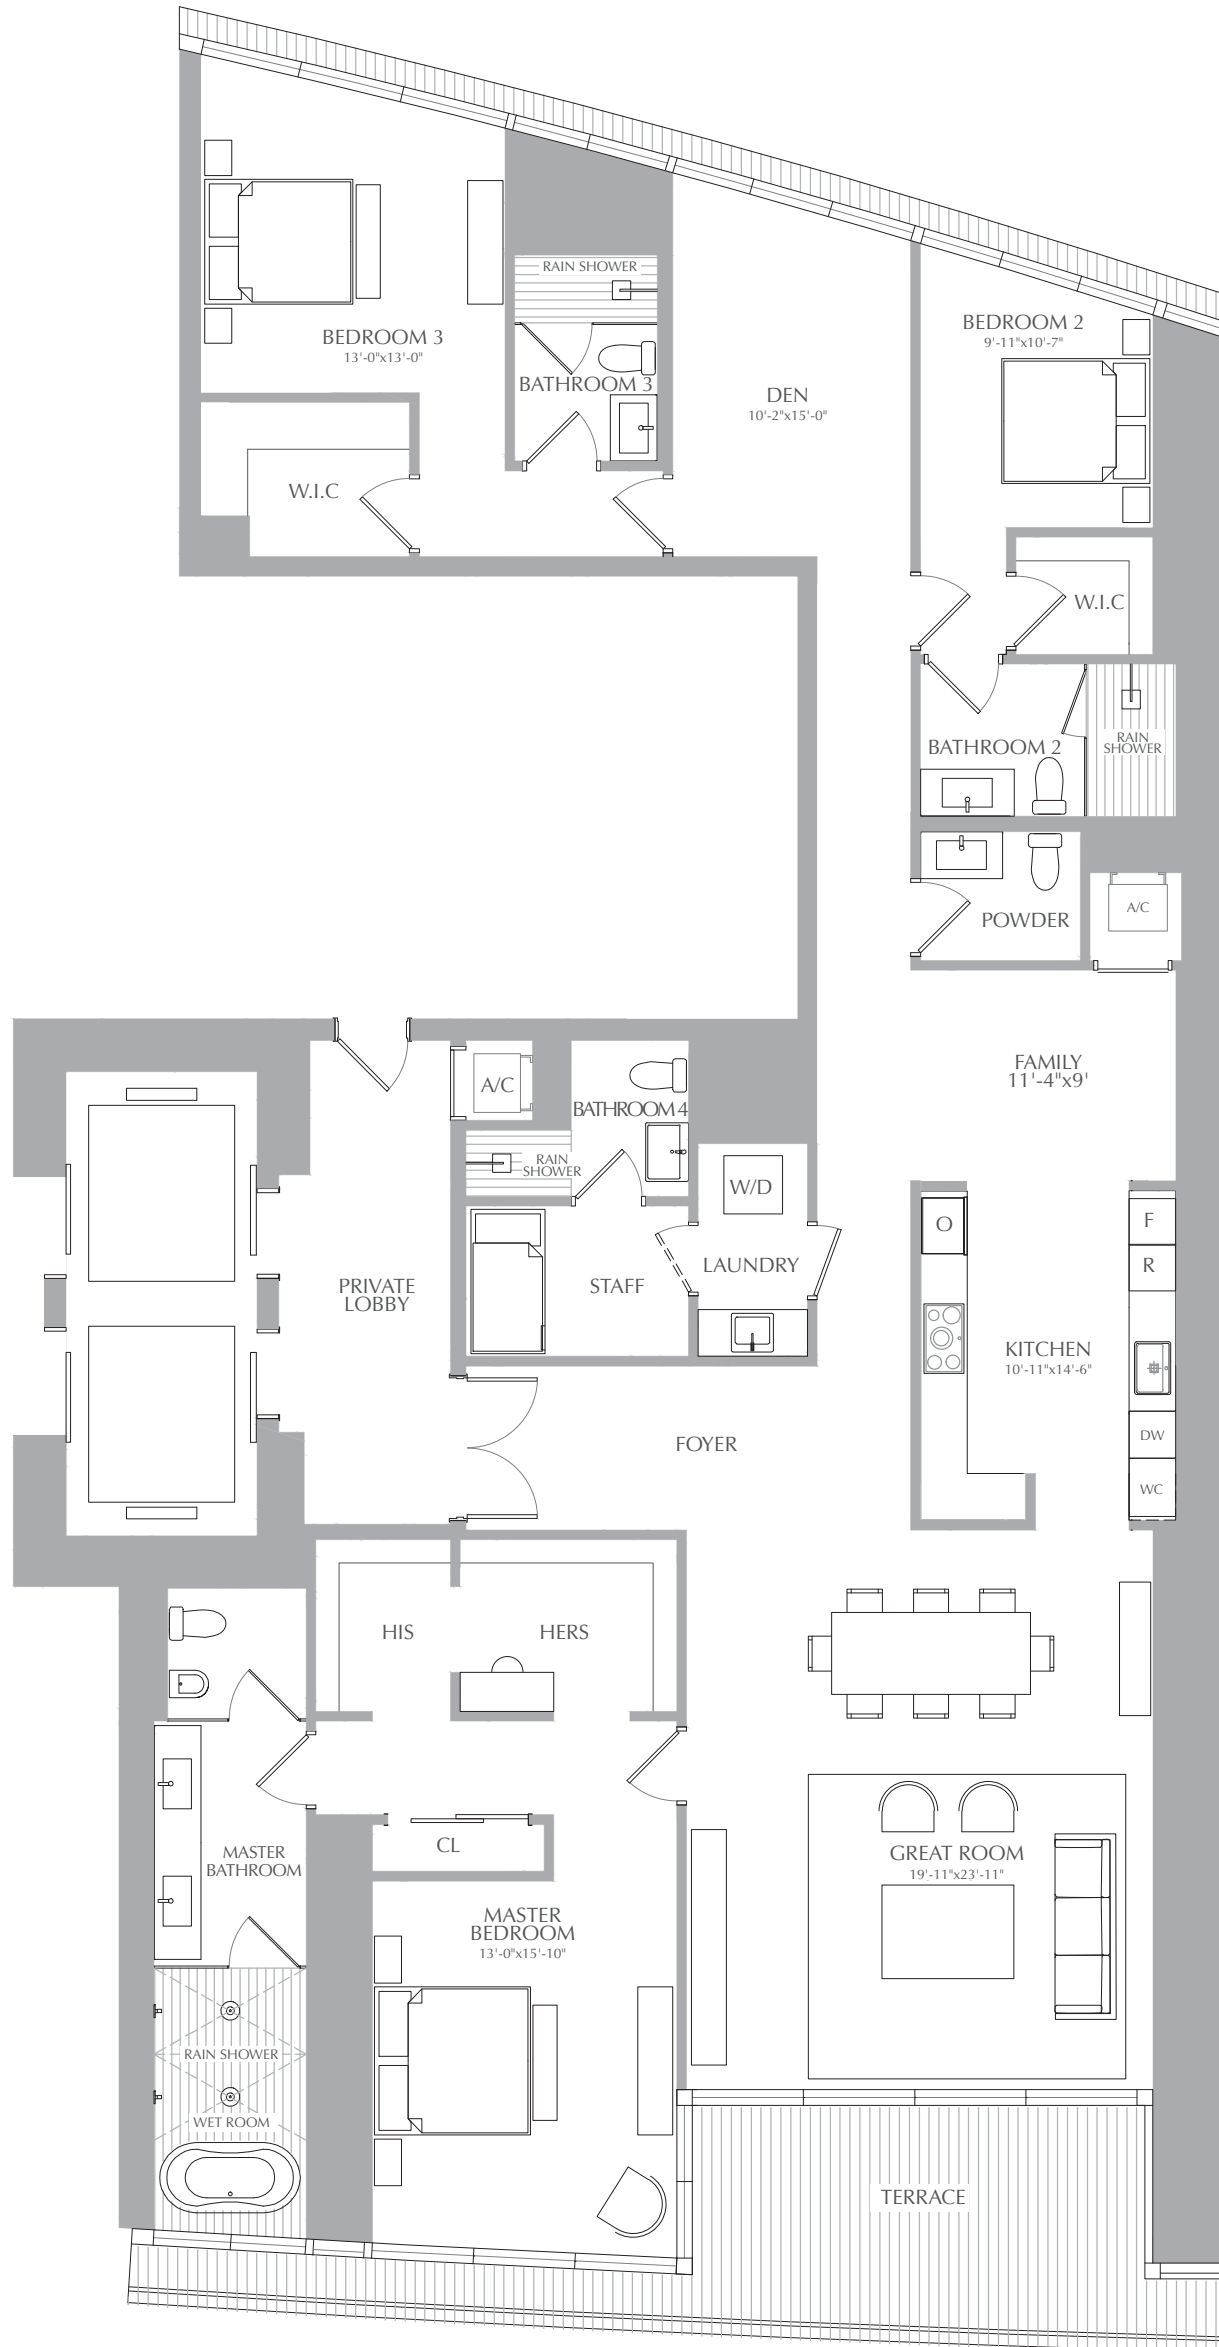 RAIN SHOWER
BEDROOM 3
13'-0"x13'-0"
BEDROOM 2
9'-11"x10'-7"
BATHROOM 3
DEN
10'-2"x15'-0"
W.I.C
W.I.C
BATHROOM 2
RAIN
SHOWER
POWDER
A/C
FAMILY
11'-4"x9'
A/C
BATHROOM 4
RAIN
SHOWER
W/D
O
F
R
PRIVATE
LOBBY
STAFF
LAUNDRY
KITCHEN
10'-11"x14'-6"
DW
WC
FOYER
HIS
HERS
CL
MASTER
BATHROOM
GREAT ROOM
19'-11"x23'-11"
MASTER
BEDROOM
13'-0"x15'-10"
RAIN SHOWER
WET ROOM
TERRACE